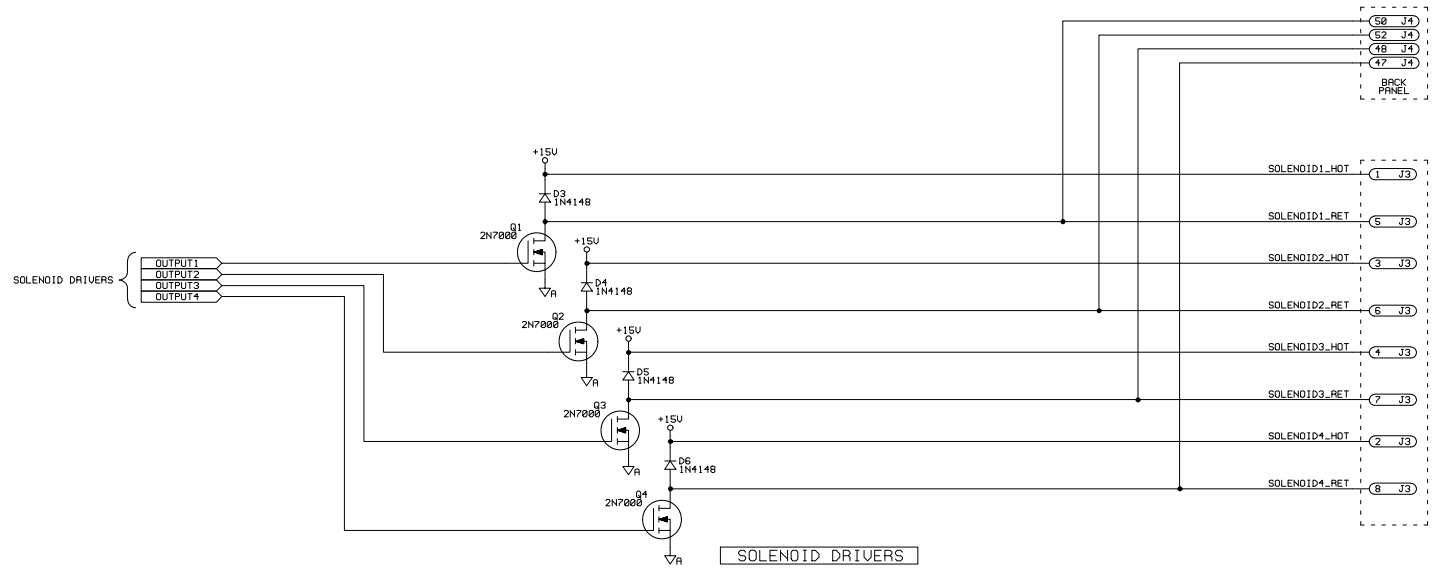 50 J4
52 J4
48 J4
47 J4
BACK
PANEL
+15V
SOLENOID1_HOT
1 J3
D3
1N4148
SOLENOID1_RET
5 J3
Q1
2N7000
+15V
SOLENOID2_HOT
3 J3
OUTPUT1
OUTPUT2
OUTPUT3
OUTPUT4
SOLENOID DRIVERS
A
D4
1N4148
SOLENOID2_RET
6 J3
Q2
2N7000
+15V
SOLENOID3_HOT
4 J3
A
D5
1N4148
SOLENOID3_RET
7 J3
Q3
2N7000
+15V
SOLENOID4_HOT
2 J3
A
D6
1N4148
SOLENOID4_RET
8 J3
Q4
2N7000
A
SOLENOID DRIVERS